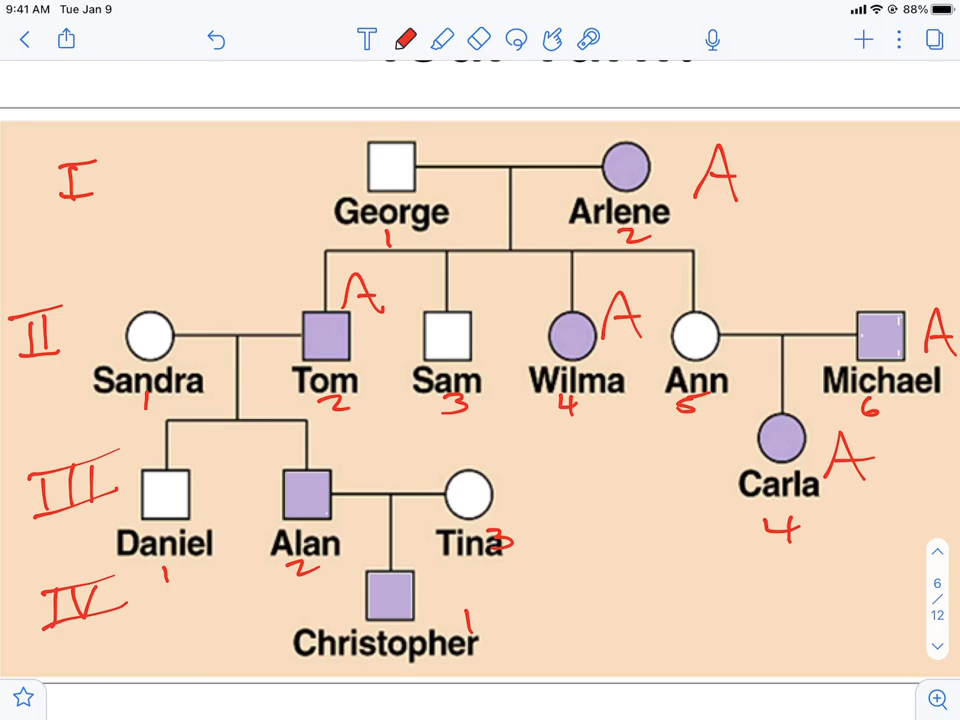 9:41 AM Tue Jan 9 88%
I A
George Arlene
1 2
II A A A
Sandra Tom Sam Wilma Ann Michael
1 2 3 4 5 6
III A
Carla
4
Daniel Alan Tina 3
1 2
IV
1
Christopher
6
/
12